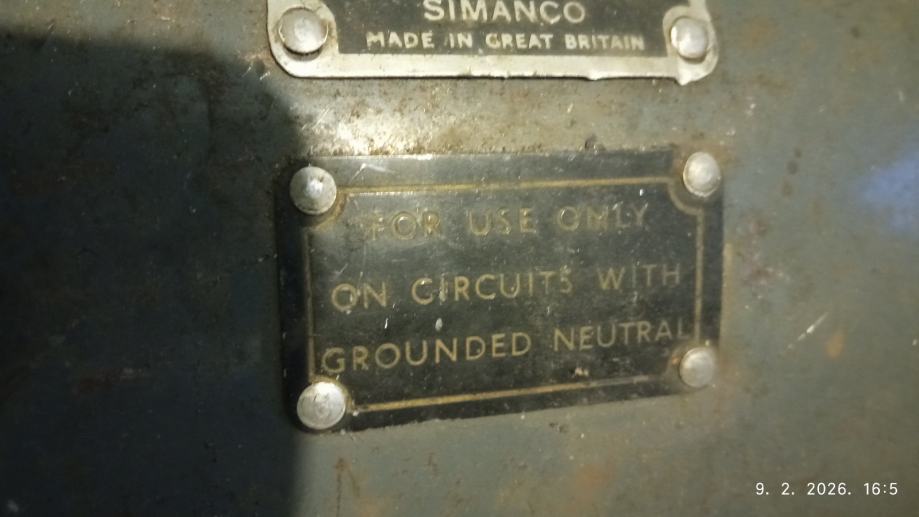 SIMANCO
MADE IN GREAT BRITAIN
FOR USE ONLY
ON CIRCUITS WITH
GROUNDED NEUTRAL
9. 2. 2026. 16:5